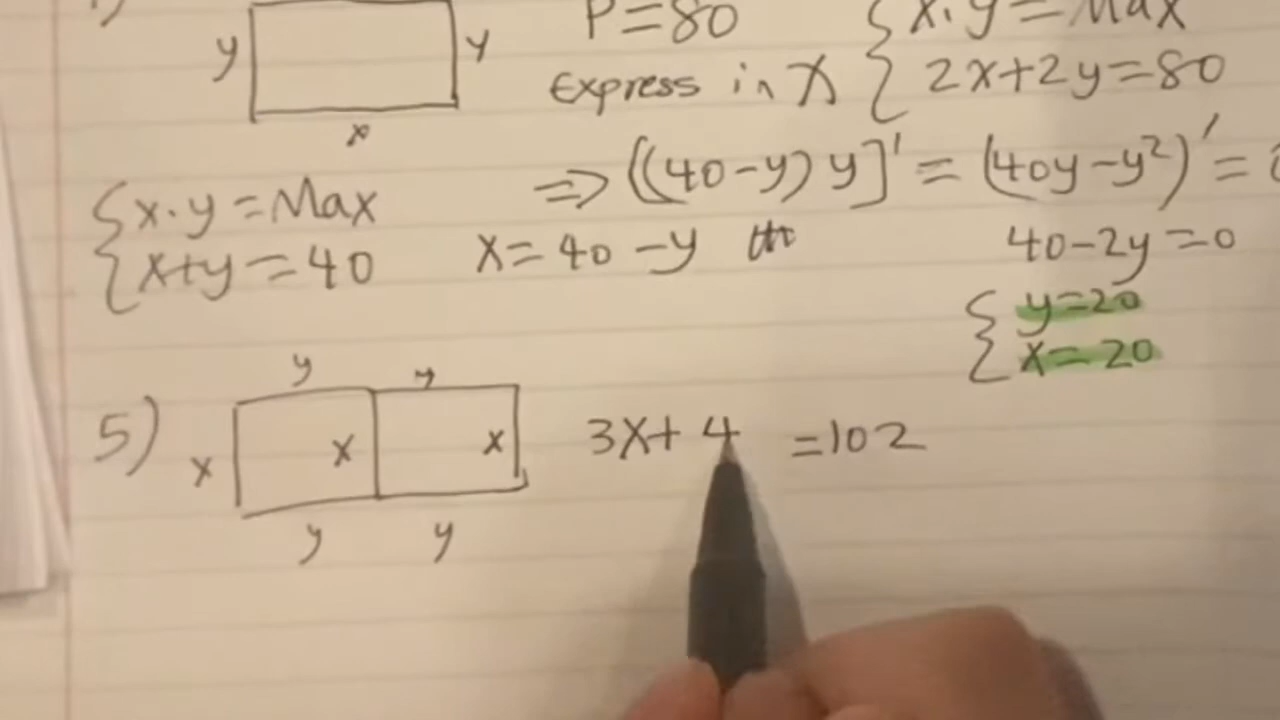 y y P=80 { x.y=Max
Express in X 2x+2y=80
x
{ x.y=Max => ((40-y) y]' = (40y-y²)' =
x+y=40 x=40-y 40-2y=0
{ y=20
x=20
y y
5) x x x 3x+4 =102
y y